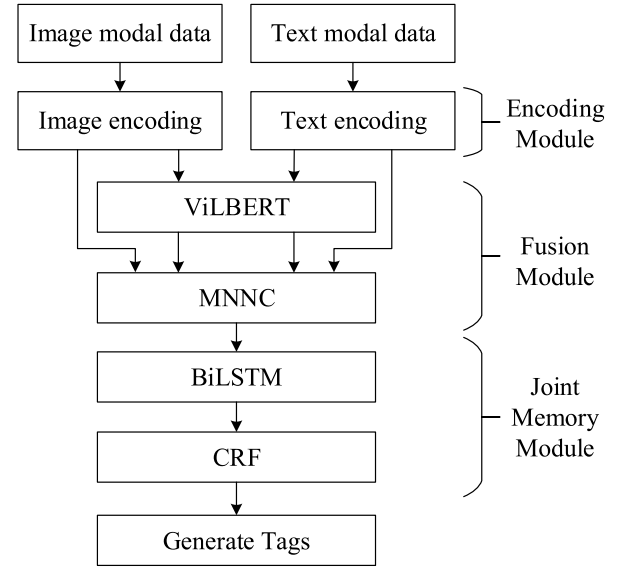 Image modal data
Text modal data
Image encoding
Text encoding
Encoding
Module
ViLBERT
Fusion
Module
MNNC
BiLSTM
Joint
Memory
Module
CRF
Generate Tags